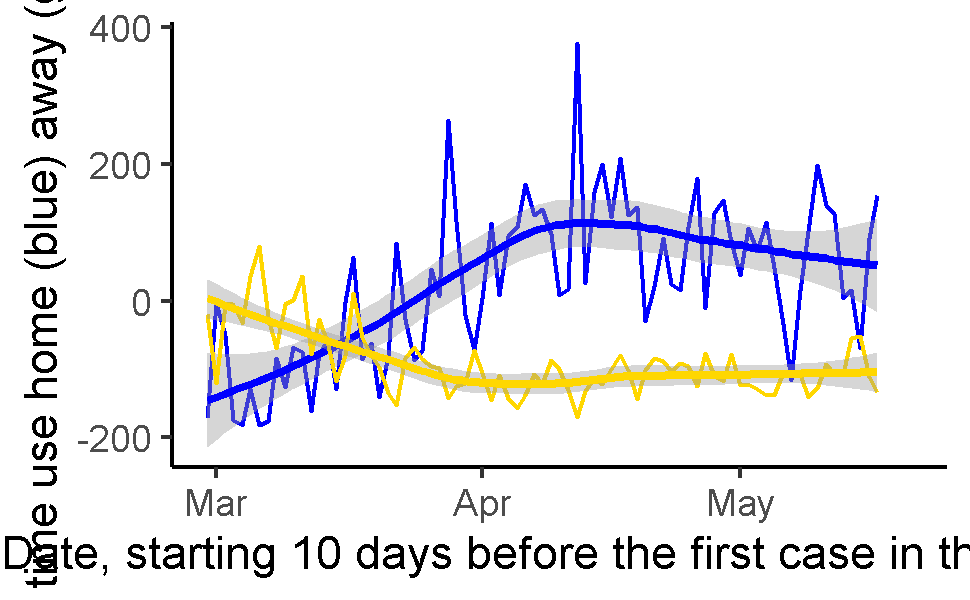 time use home (blue) away (
400
200
0
-200
Mar Apr May
Date, starting 10 days before the first case in th